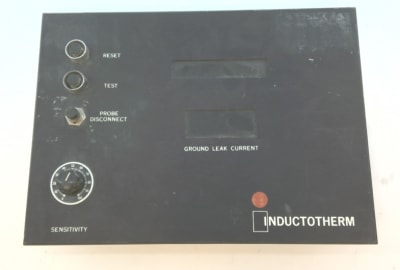 RESET
TEST
PROBE
DISCONNECT
GROUND LEAK CURRENT
SENSITIVITY
INDUCTOTHERM